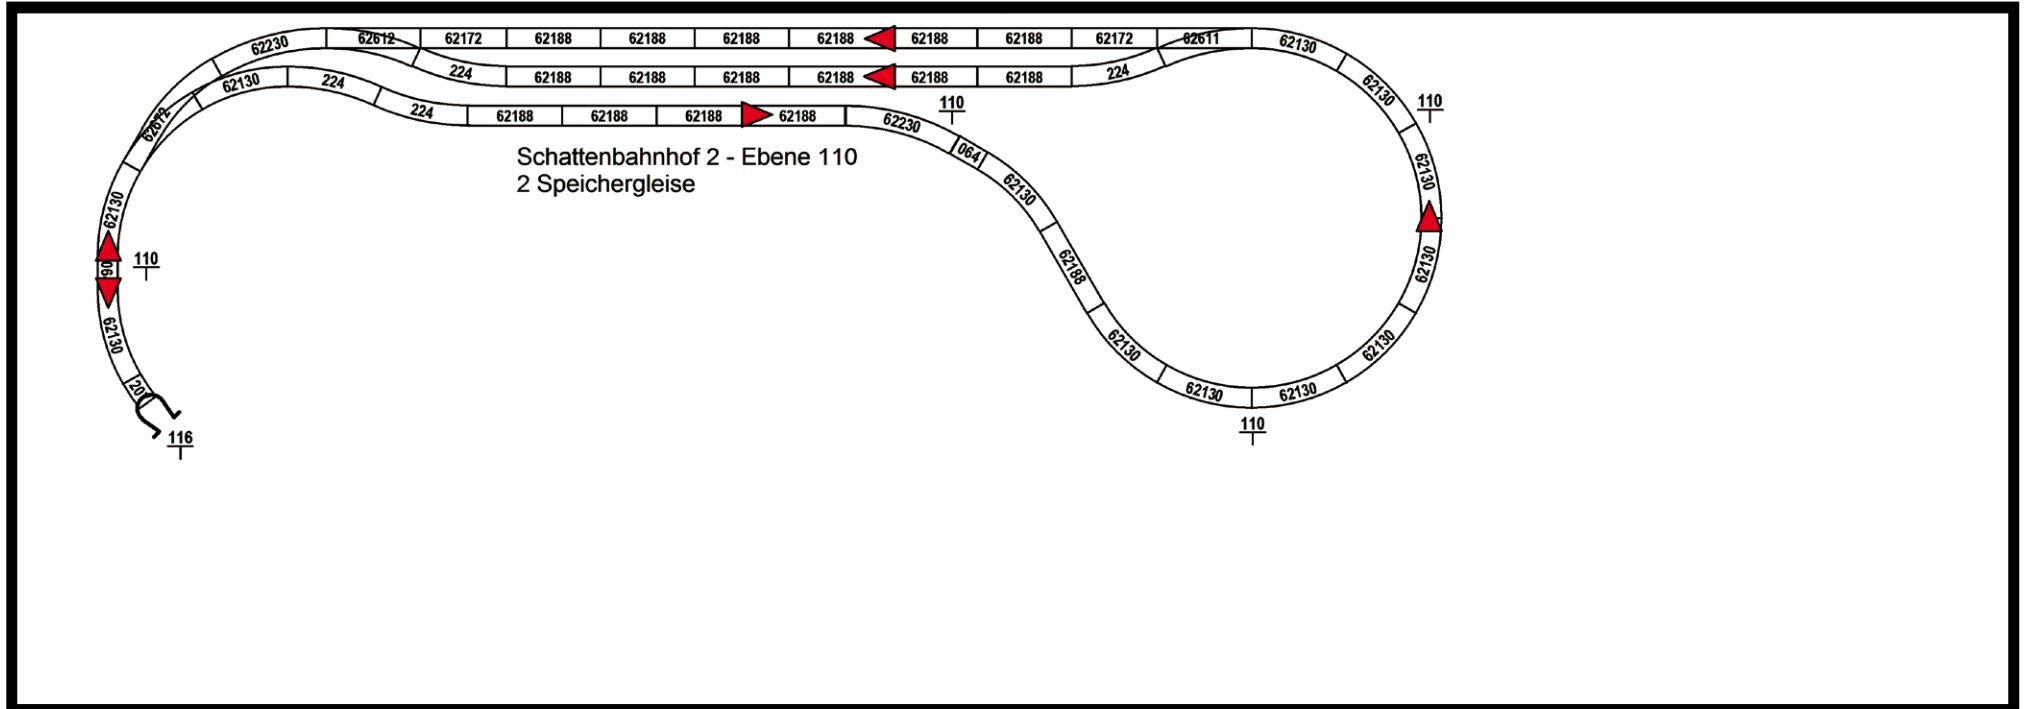 62230 62612 62172 62188 62188 62188 62188 62188 62188 62172 62611 62130
62130 224 224 62188 62188 62188 62188 62188 62188 224 62130
62672 224 62188 62188 62188 62188 62230 110 110
064
Schattenbahnhof 2 - Ebene 110
2 Speichergleise
62130 62130 62130
110 62188 62130
62130 62130 62130
62130 62130
110
116